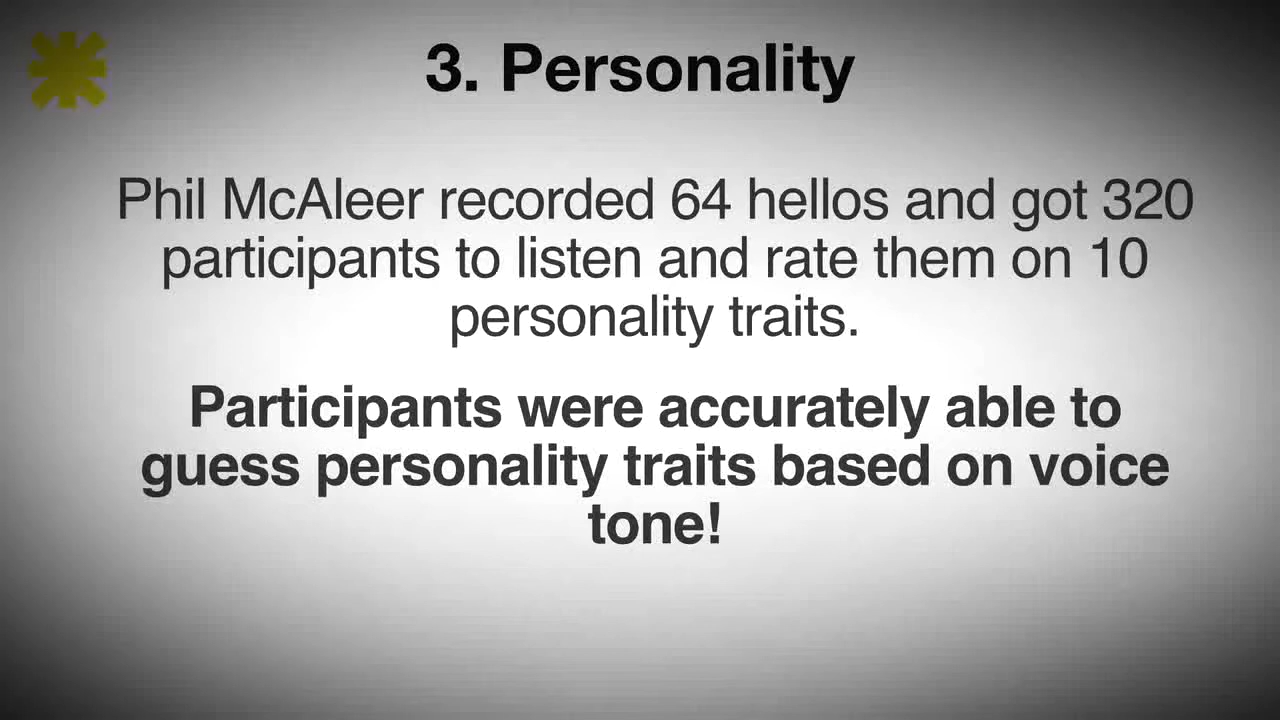 3. Personality
Phil McAleer recorded 64 hellos and got 320
participants to listen and rate them on 10
personality traits.
Participants were accurately able to
guess personality traits based on voice
tone!